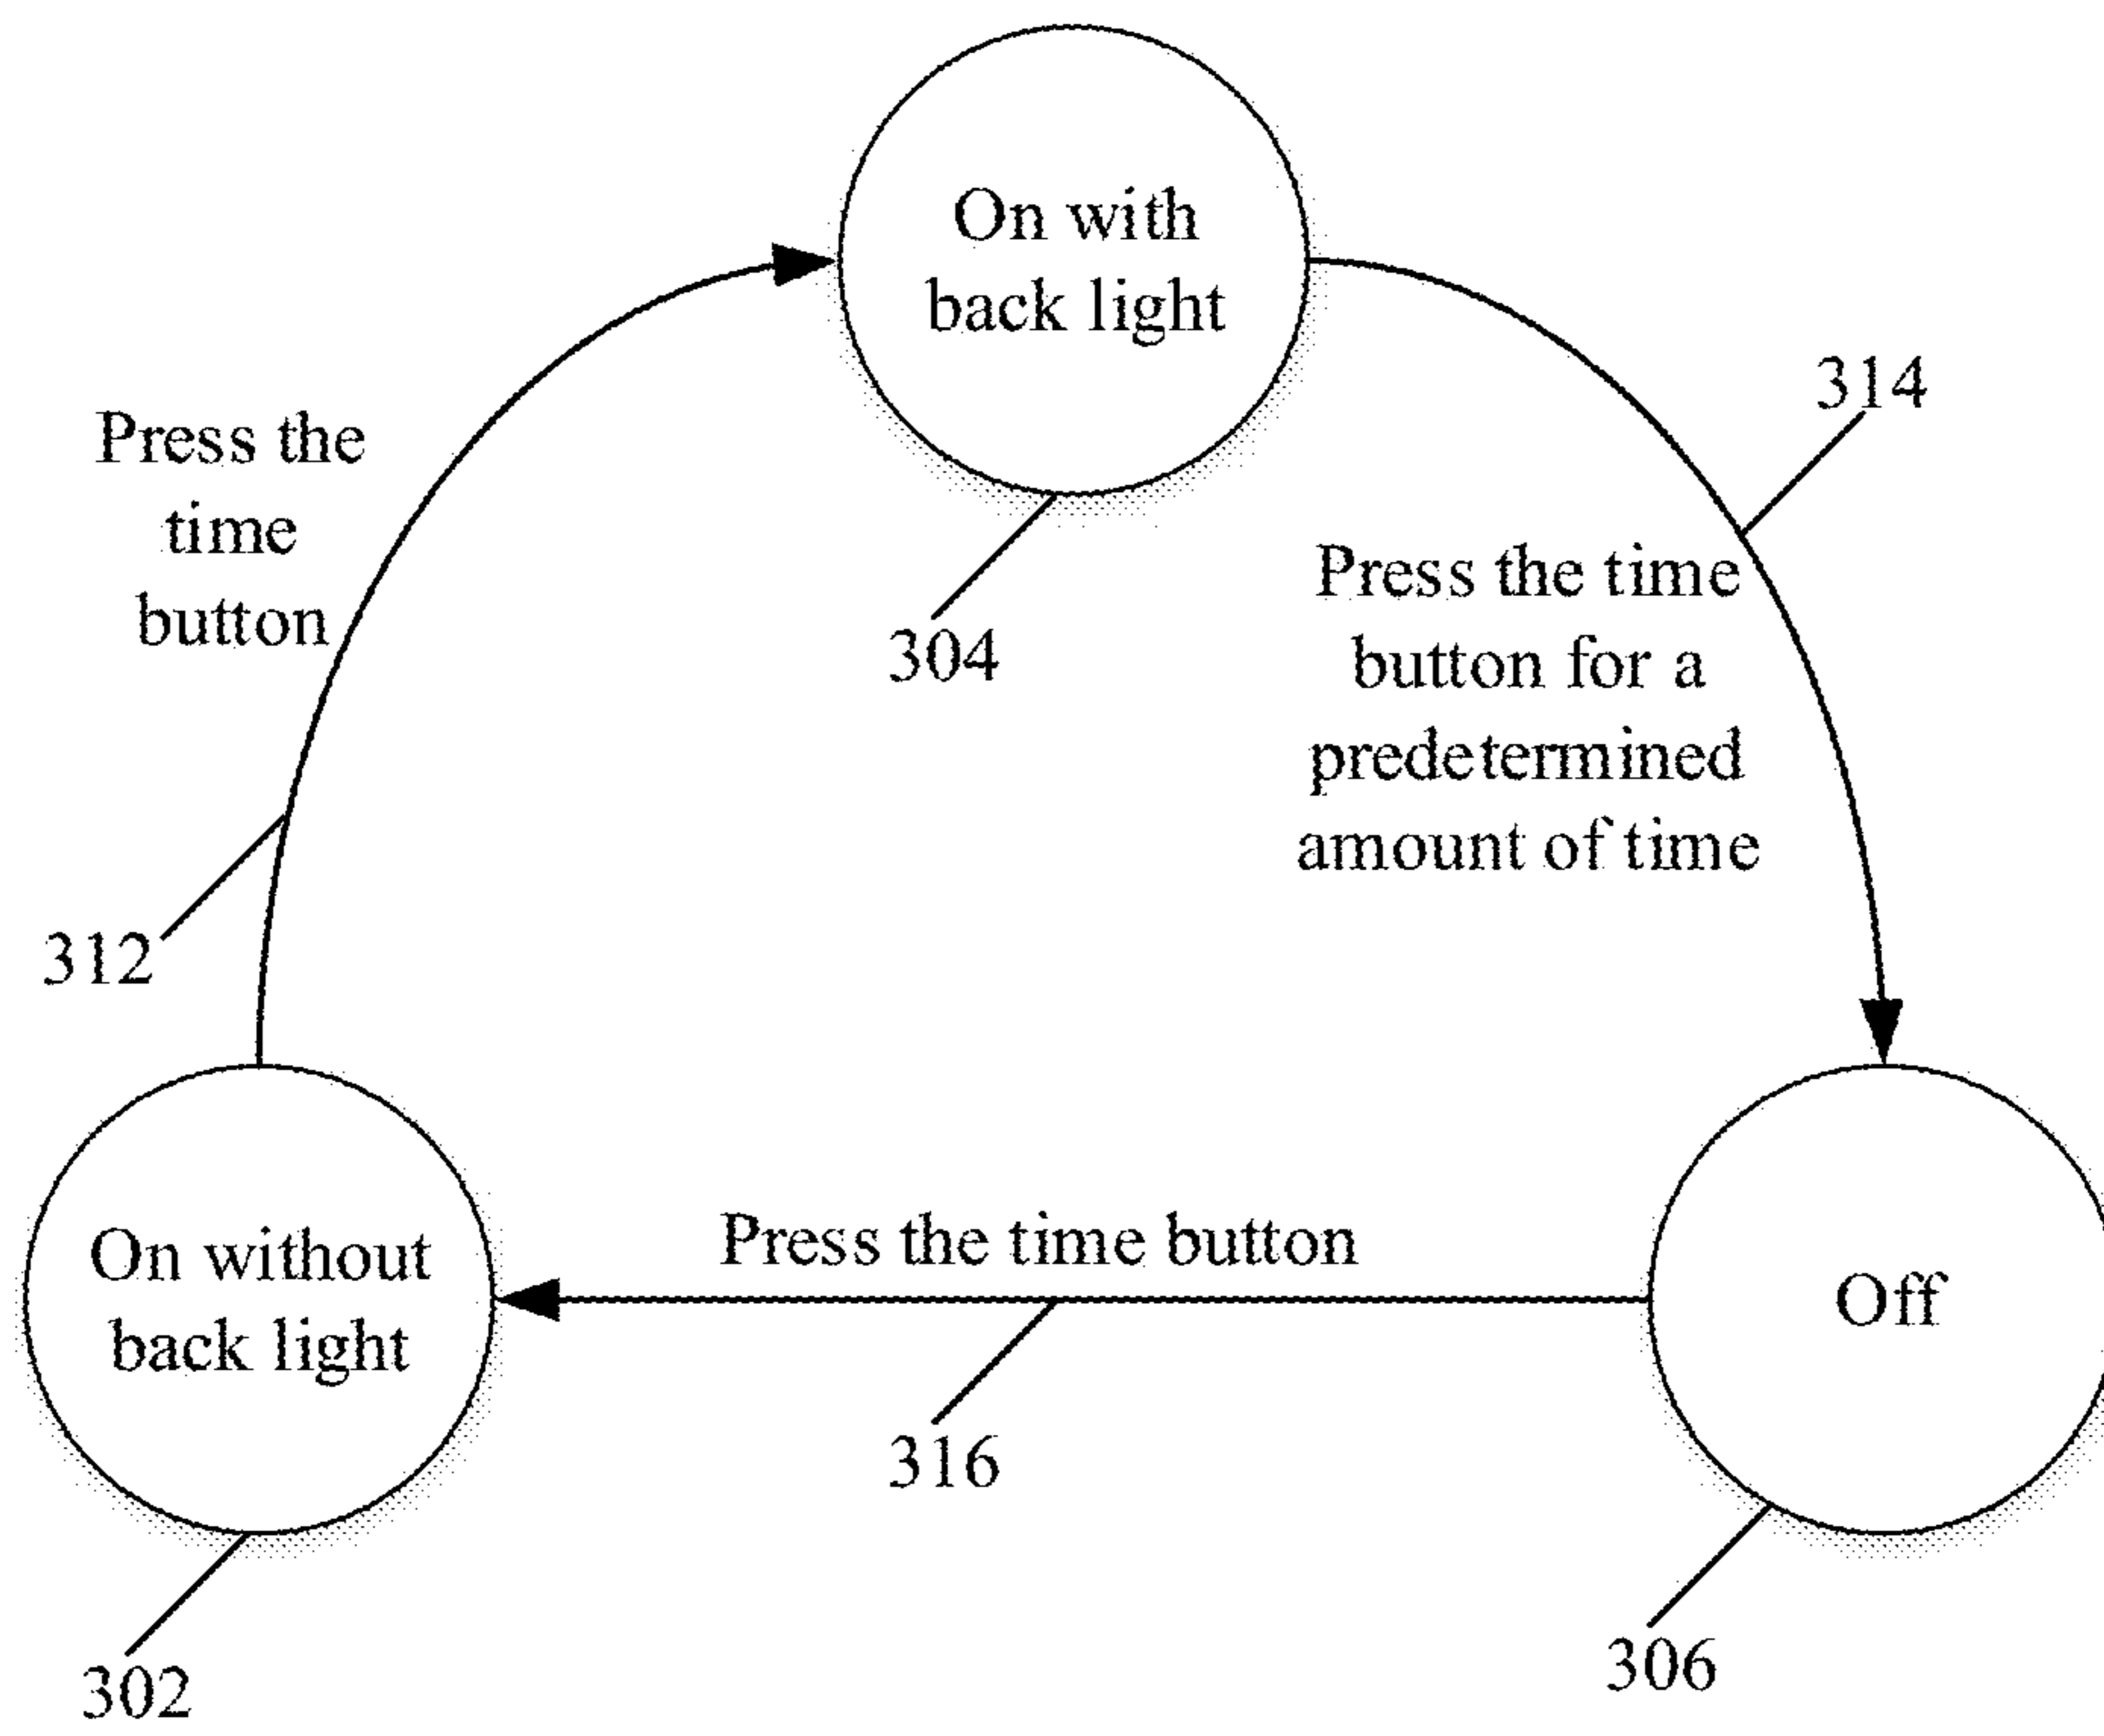 On with
back light
314
Press the
time
button
Press the time
button for a
predetermined
amount of time
304
312
On without
back light
Press the time button
Off
316
302
306